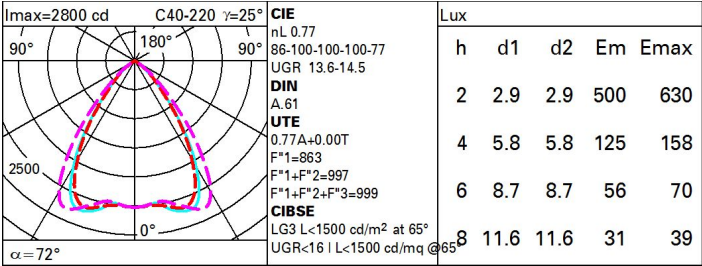 Imax=2800 cd C40-220 γ=25°
90° 180° 90°
2500
0°
α=72°
CIE
nL 0.77
86-100-100-100-77
UGR 13.6-14.5
DIN
A.61
UTE
0.77A+0.00T
F"1=863
F"1+F"2=997
F"1+F"2+F"3=999
CIBSE
LG3 L<1500 cd/m² at 65°
UGR<16 | L<1500 cd/mq @65°
Lux
h d1 d2 Em Emax
2 2.9 2.9 500 630
4 5.8 5.8 125 158
6 8.7 8.7 56 70
8 11.6 11.6 31 39